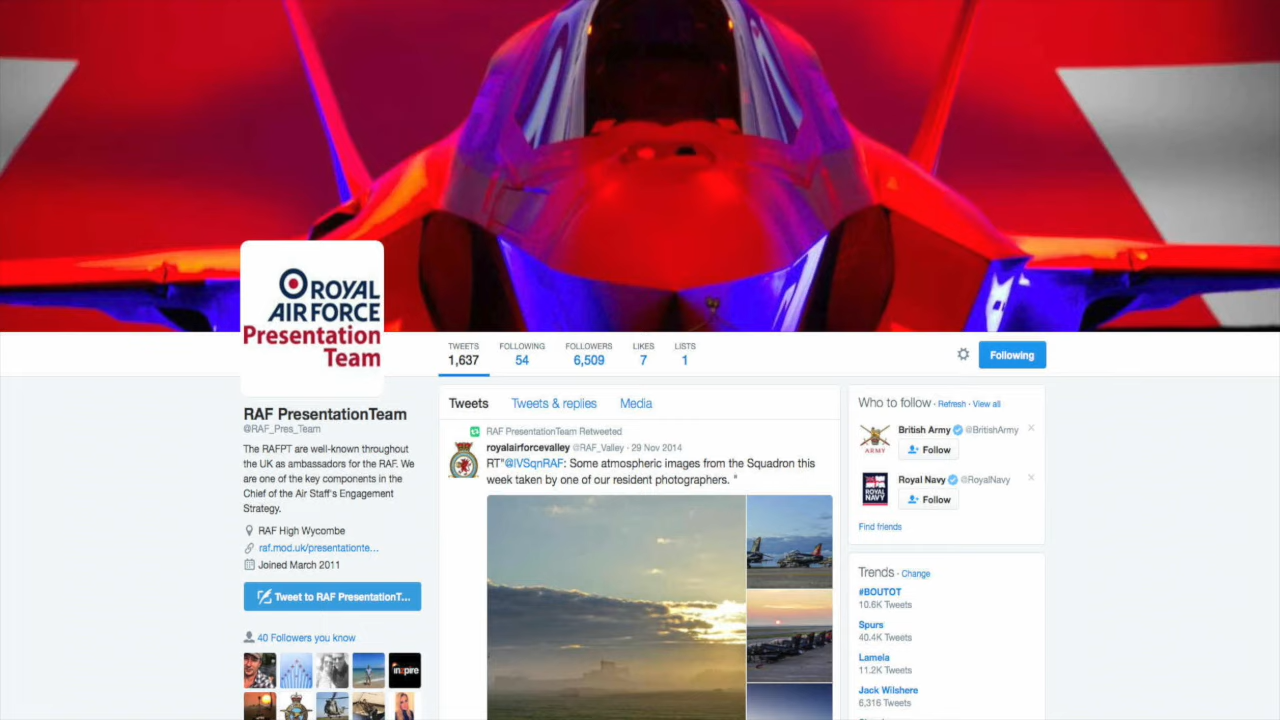 ROYAL
AIR FORCE
Presentation
Team
TWEETS
1,637
FOLLOWING
54
FOLLOWERS
6,509
LIKES
7
LISTS
1
Following
RAF PresentationTeam
@RAF_Pres_Team
The RAFPT are well-known throughout
the UK as ambassadors for the RAF. We
are one of the key components in the
Chief of the Air Staff's Engagement
Strategy.
RAF High Wycombe
raf.mod.uk/presentationte…
Joined March 2011
Tweet to RAF PresentationT...
40 Followers you know
inspire
Tweets
Tweets & replies
Media
RAF PresentationTeam Retweeted
royalairforcevalley @RAF_Valley · 29 Nov 2014
RT"@IVSqnRAF: Some atmospheric images from the Squadron this
week taken by one of our resident photographers. "
Who to follow · Refresh · View all
British Army @BritishArmy
ARMY
Follow
Royal Navy @RoyalNavy
ROYAL
NAVY
Follow
Find friends
Trends · Change
#BOUTOT
10.6K Tweets
Spurs
40.4K Tweets
Lamela
11.2K Tweets
Jack Wilshere
6,316 Tweets